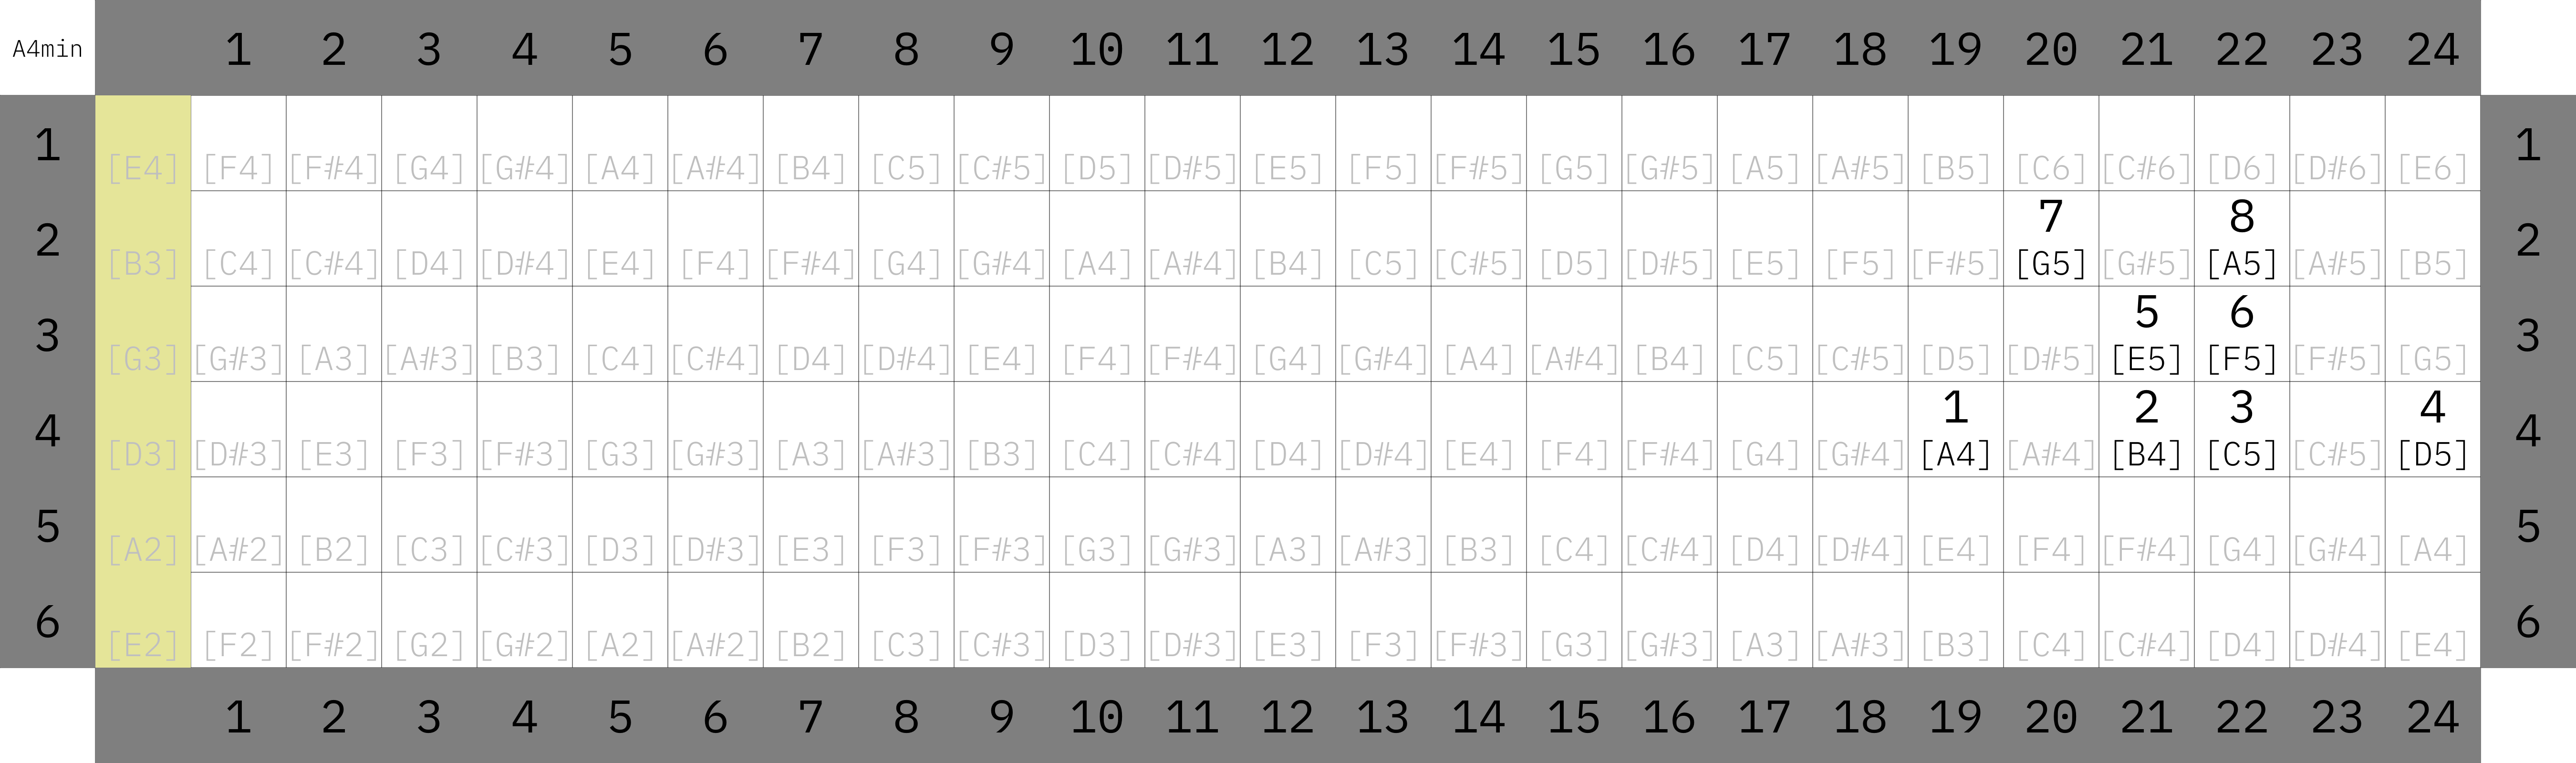 A4min 1 2 3 4 5 6 7 8 9 10 11 12 13 14 15 16 17 18 19 20 21 22 23 24
1 [E4] [F4] [F#4] [G4] [G#4] [A4] [A#4] [B4] [C5] [C#5] [D5] [D#5] [E5] [F5] [F#5] [G5] [G#5] [A5] [A#5] [B5] [C6] [C#6] [D6] [D#6] [E6] 1
7 8
2 [B3] [C4] [C#4] [D4] [D#4] [E4] [F4] [F#4] [G4] [G#4] [A4] [A#4] [B4] [C5] [C#5] [D5] [D#5] [E5] [F5] [F#5] [G5] [G#5] [A5] [A#5] [B5] 2
5 6
3 [G3] [G#3] [A3] [A#3] [B3] [C4] [C#4] [D4] [D#4] [E4] [F4] [F#4] [G4] [G#4] [A4] [A#4] [B4] [C5] [C#5] [D5] [D#5] [E5] [F5] [F#5] [G5] 3
1 2 3 4
4 [D3] [D#3] [E3] [F3] [F#3] [G3] [G#3] [A3] [A#3] [B3] [C4] [C#4] [D4] [D#4] [E4] [F4] [F#4] [G4] [G#4] [A4] [A#4] [B4] [C5] [C#5] [D5] 4
5 [A2] [A#2] [B2] [C3] [C#3] [D3] [D#3] [E3] [F3] [F#3] [G3] [G#3] [A3] [A#3] [B3] [C4] [C#4] [D4] [D#4] [E4] [F4] [F#4] [G4] [G#4] [A4] 5
6 [E2] [F2] [F#2] [G2] [G#2] [A2] [A#2] [B2] [C3] [C#3] [D3] [D#3] [E3] [F3] [F#3] [G3] [G#3] [A3] [A#3] [B3] [C4] [C#4] [D4] [D#4] [E4] 6
1 2 3 4 5 6 7 8 9 10 11 12 13 14 15 16 17 18 19 20 21 22 23 24